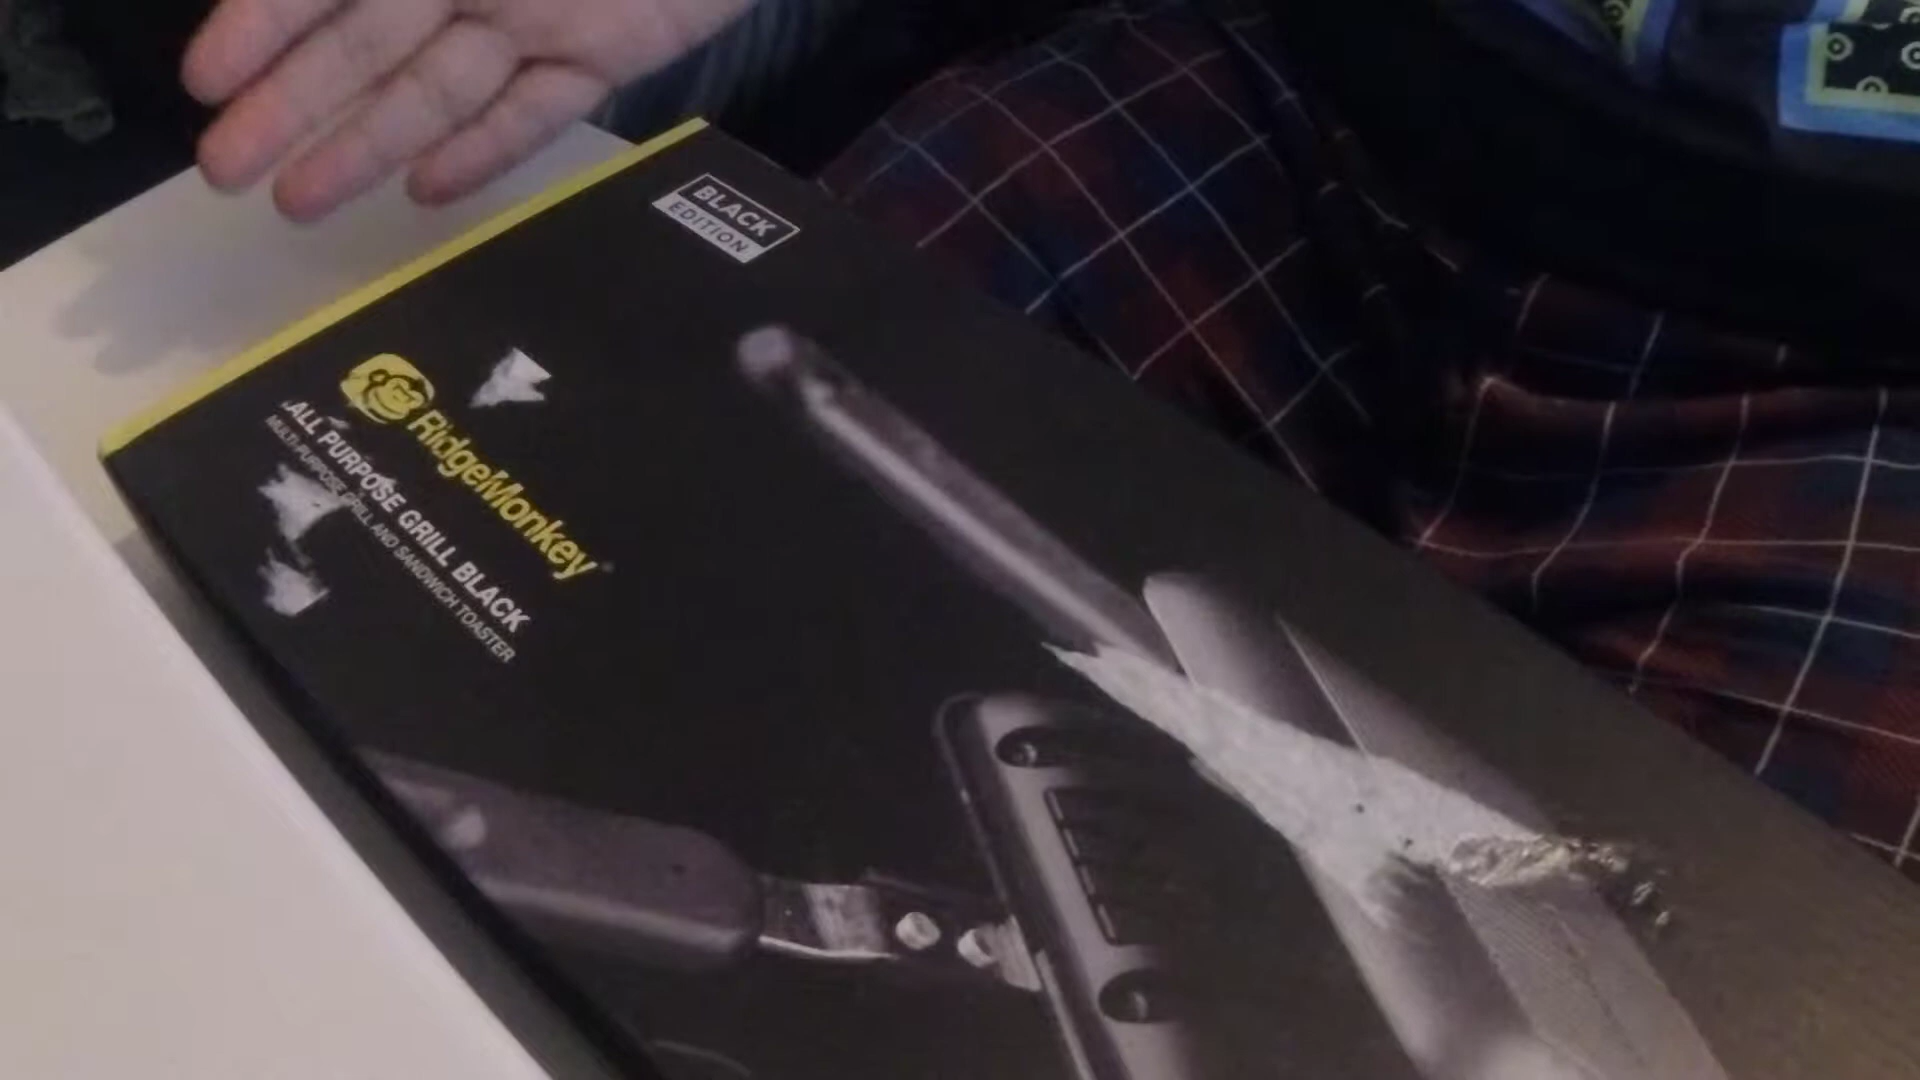 BLACK
EDITION
RidgeMonkey
ALL PURPOSE GRILL BLACK
MULTI-PURPOSE GRILL AND SANDWICH TOASTER